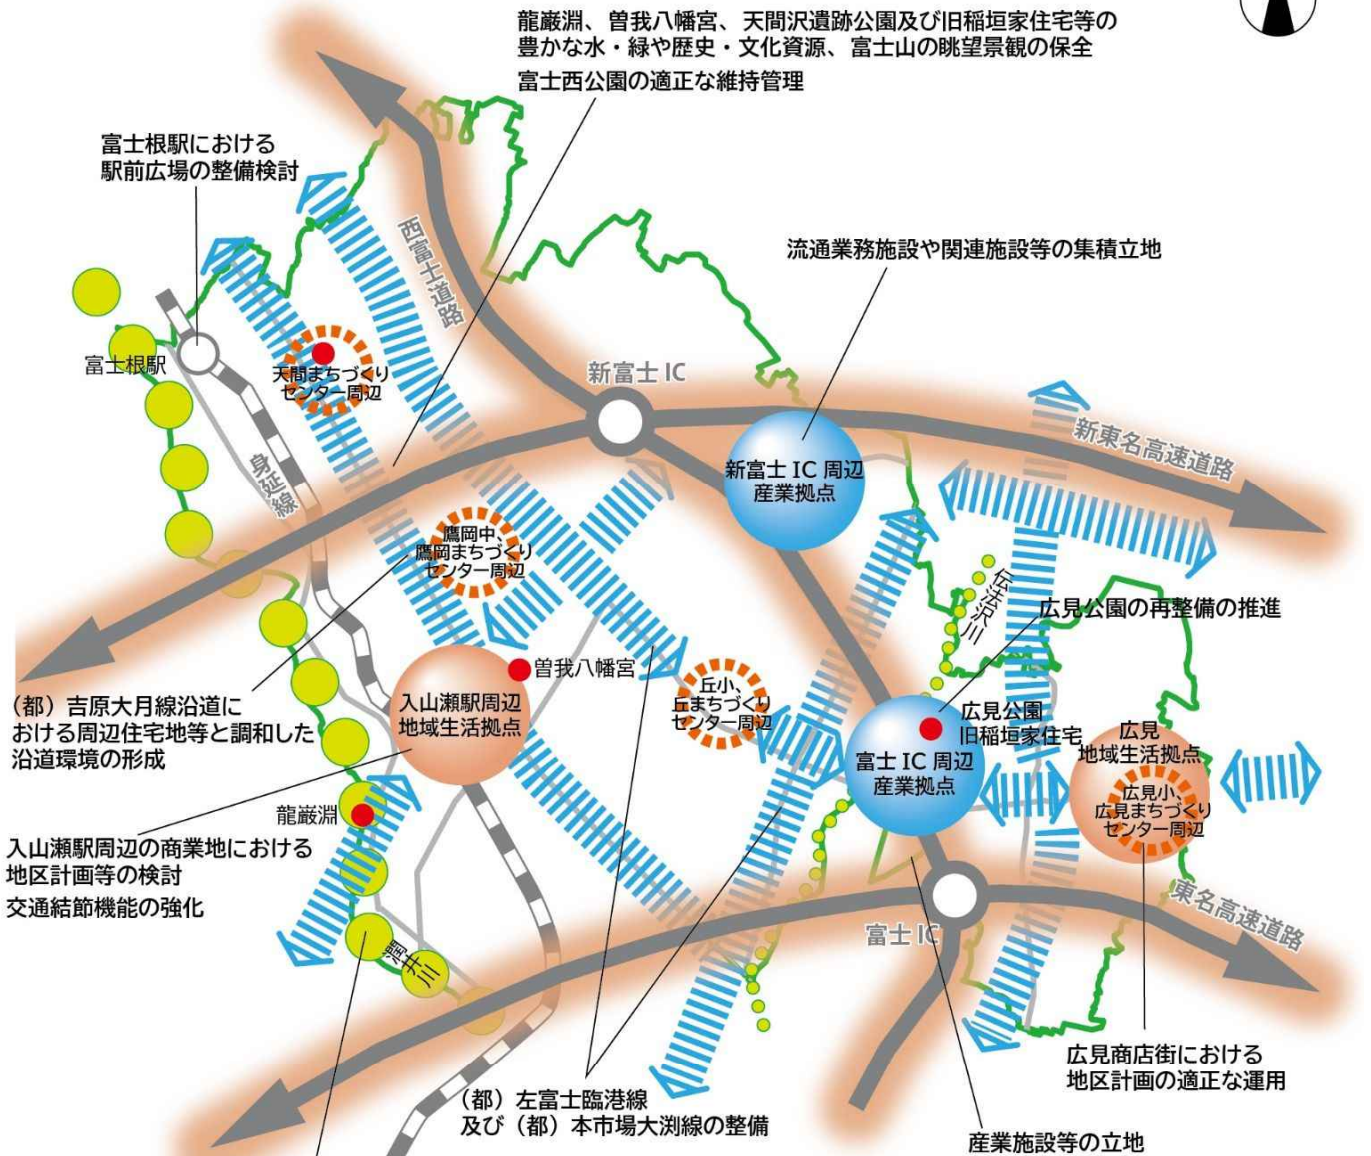 龍巌淵、曽我八幡宮、天間沢遺跡公園及び旧稲垣家住宅等の
豊かな水・緑や歴史・文化資源、富士山の眺望景観の保全
富士西公園の適正な維持管理
富士根駅における
駅前広場の整備検討
西富士道路
流通業務施設や関連施設等の集積立地
富士根駅
天間まちづくり
センター周辺
新富士 IC
新東名高速道路
身延線
新富士 IC 周辺
産業拠点
鷹岡中、
鷹岡まちづくり
センター周辺
伝法沢川
広見公園の再整備の推進
曽我八幡宮
(都)吉原大月線沿道に
おける周辺住宅地等と調和した
沿道環境の形成
入山瀬駅周辺
地域生活拠点
丘小、
丘まちづくり
センター周辺
広見公園
旧稲垣家住宅
富士 IC 周辺
産業拠点
広見
地域生活拠点
広見小、
広見まちづくり
センター周辺
龍巌淵
入山瀬駅周辺の商業地における
地区計画等の検討
交通結節機能の強化
東名高速道路
富士 IC
潤井川
広見商店街における
地区計画の適正な運用
(都)左富士臨港線
及び(都)本市場大渕線の整備
産業施設等の立地